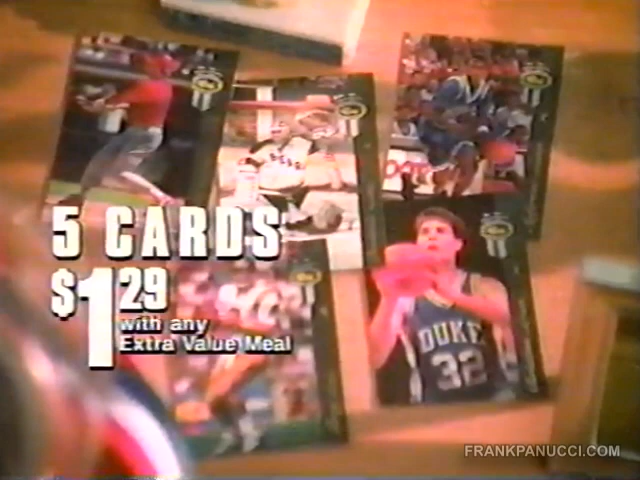 5 CARDS
$1.29
with any
Extra Value Meal
DUKE
32
FRANKPANUCCI.COM